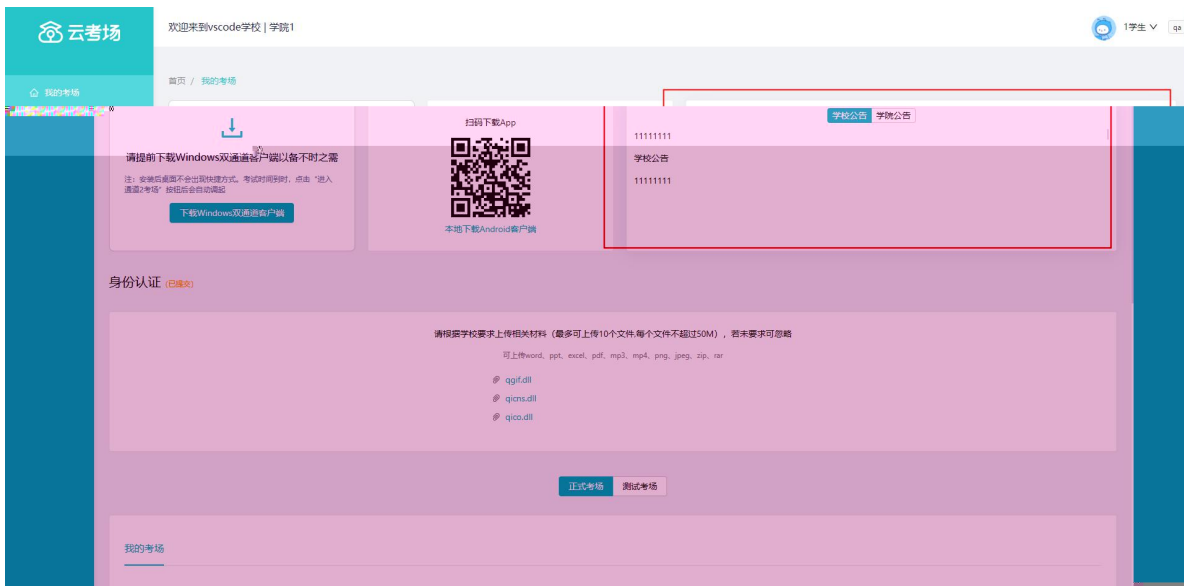 云考场
欢迎来到vscode学校 | 学院1
1学生
qa
首页 / 我的考场
我的考场
请提前下载Windows双通道客户端以备不时之需
注：安装后桌面不会出现快捷方式。考试时间到时，点击“进入
通道2考场”按钮后会自动调起
下载Windows双通道客户端
扫码下载App
本地下载Android客户端
学校公告 学院公告
11111111
学校公告
11111111
身份认证 (已提交)
请根据学校要求上传相关材料（最多可上传10个文件,每个文件不超过50M），若未要求可忽略
可上传word、ppt、excel、pdf、mp3、mp4、png、jpeg、zip、rar
qgif.dll
qicns.dll
qico.dll
正式考场 测试考场
我的考场